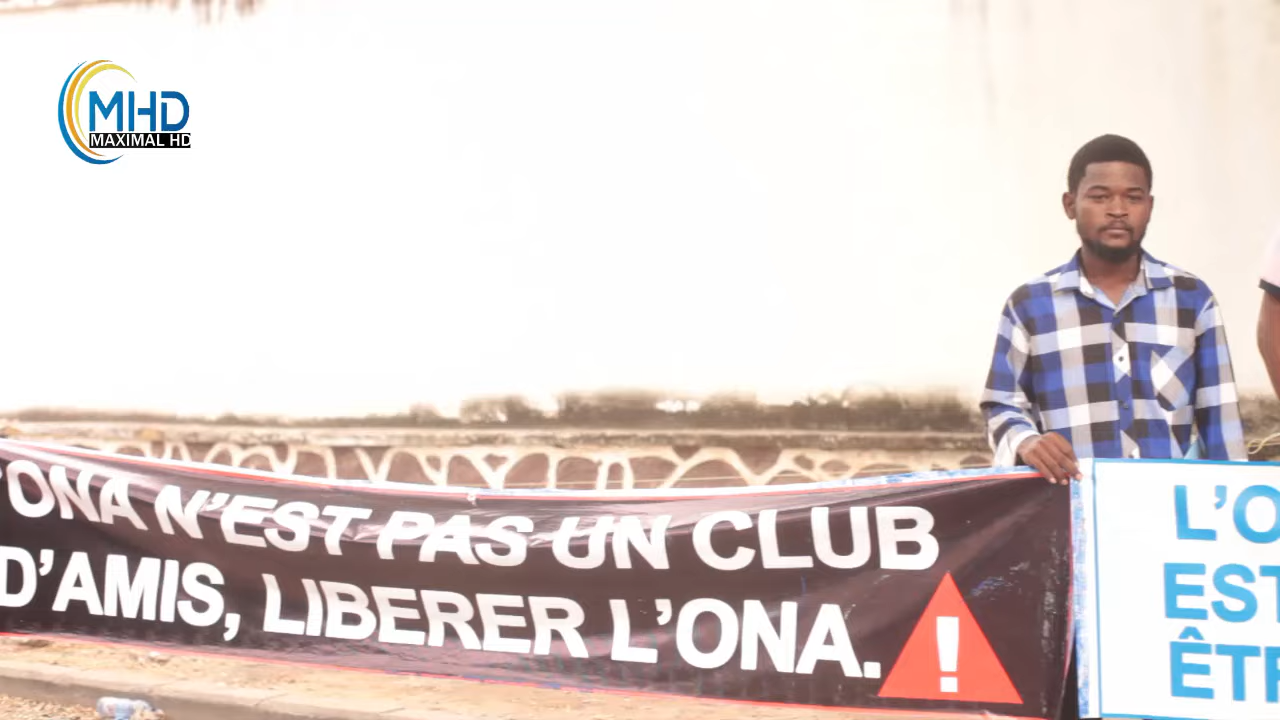 MHD
MAXIMAL HD
'ONA N'EST PAS UN CLUB
D'AMIS, LIBERER L'ONA.
!
L'O
EST
ÊTR